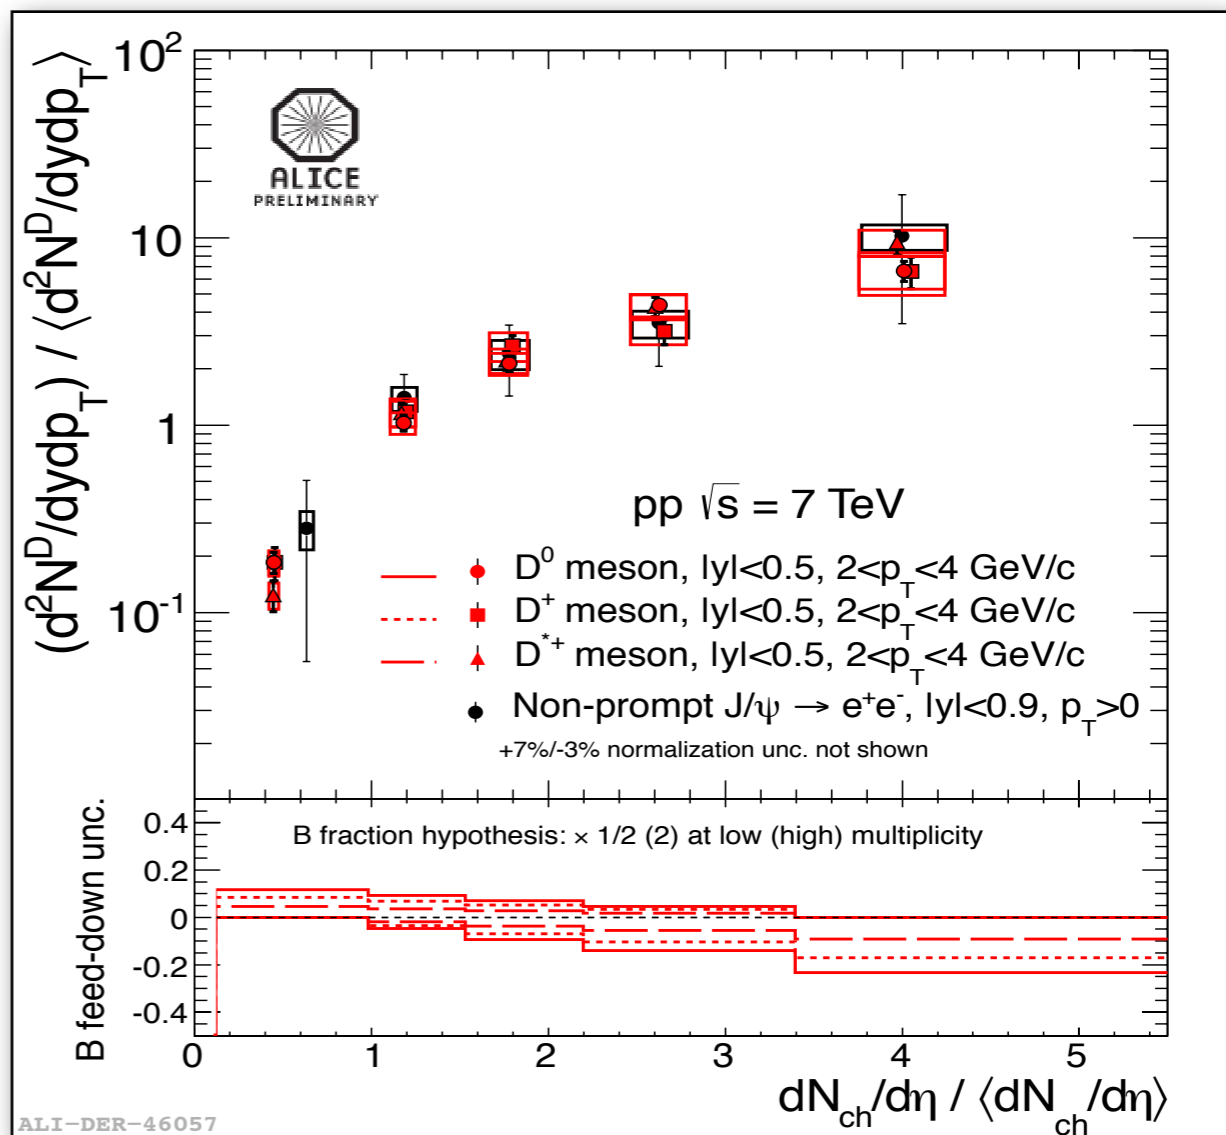 (d²N^D/dydp_T) / ⟨d²N^D/dydp_T⟩
10²
10
1
10⁻¹
ALICE
PRELIMINARY
pp √s = 7 TeV
D⁰ meson, |y|<0.5, 2<p_T<4 GeV/c
D⁺ meson, |y|<0.5, 2<p_T<4 GeV/c
D*⁺ meson, |y|<0.5, 2<p_T<4 GeV/c
Non-prompt J/ψ → e⁺e⁻, |y|<0.9, p_T>0
+7%/-3% normalization unc. not shown
B feed-down unc.
0.4
0.2
0
-0.2
-0.4
B fraction hypothesis: × 1/2 (2) at low (high) multiplicity
0 1 2 3 4 5
dN_ch/dη / ⟨dN_ch/dη⟩
ALI-DER-46057